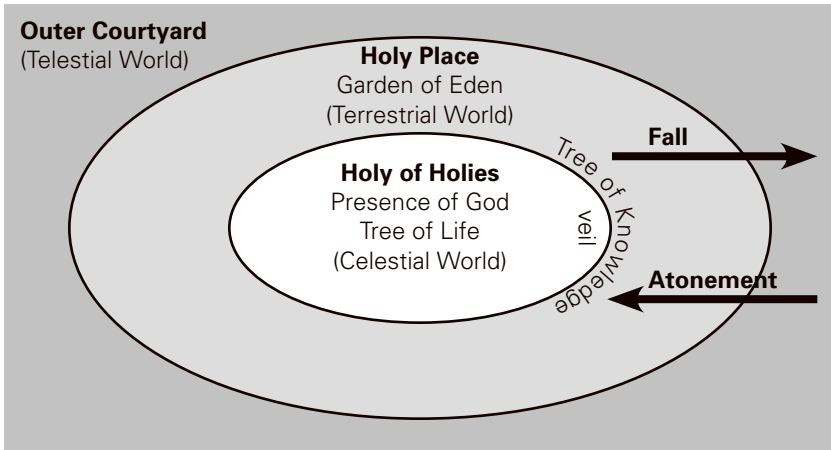 Outer Courtyard
(Telestial World)
Holy Place
Garden of Eden
(Terrestrial World)
Holy of Holies
Presence of God
Tree of Life
(Celestial World)
veil
Tree of Knowledge
Fall
Atonement